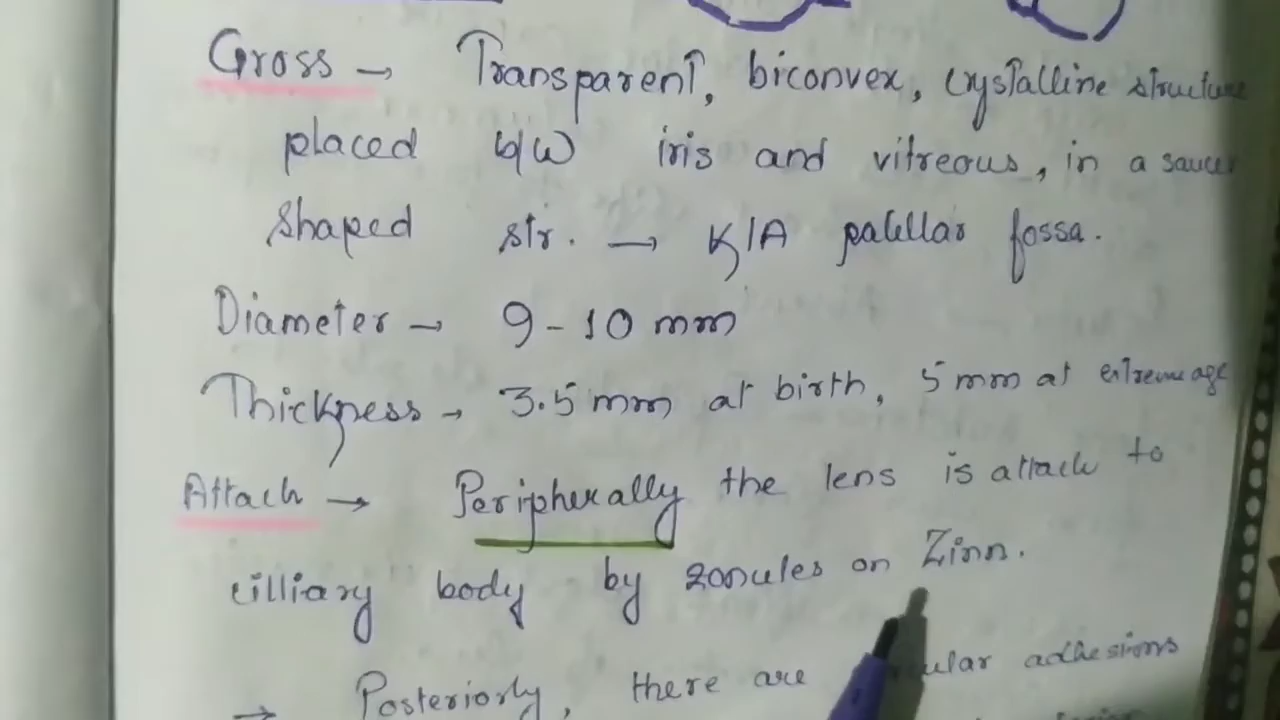 Gross → Transparent, biconvex, crystalline structure
placed b/w iris and vitreous, in a saucer
shaped str. → K/A patellar fossa.
Diameter → 9-10 mm
Thickness → 3.5 mm at birth, 5 mm at extreme age
Attach → Peripherally the lens is attach to
cilliary body by zonules on Zinn.
→ Posteriorly, there are adhesions